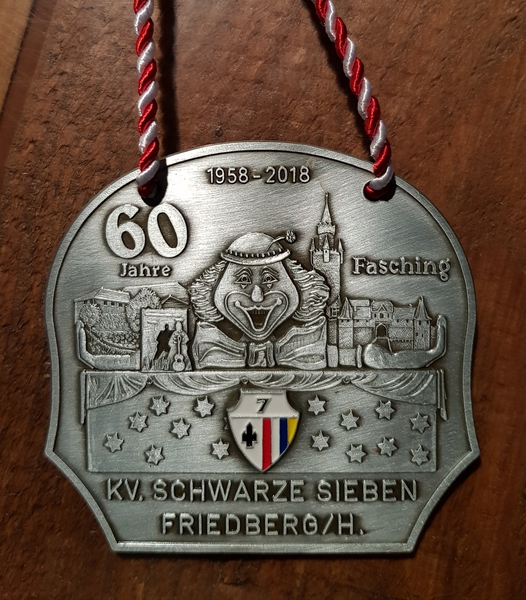 1958-2018
60
Jahre
Fasching
7
KV. SCHWARZE SIEBEN
FRIEDBERG/H.